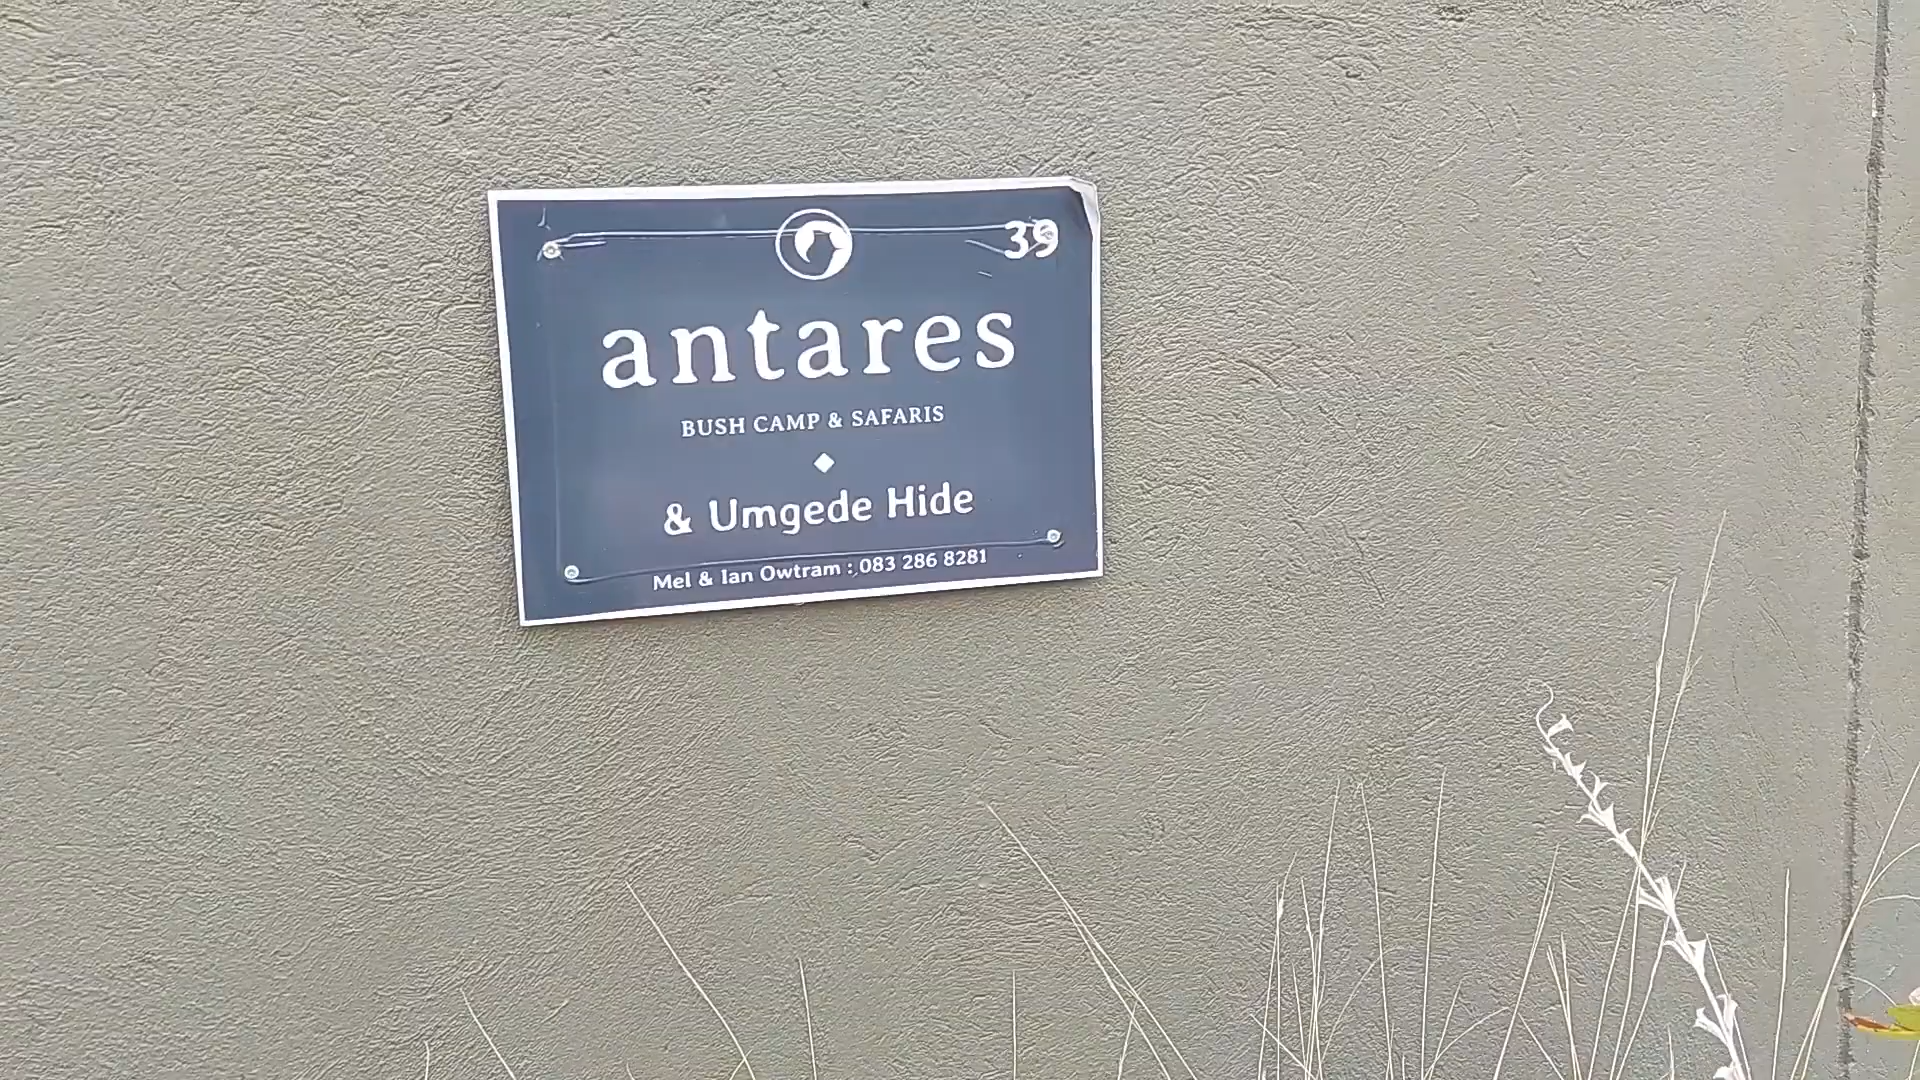 39
antares
BUSH CAMP & SAFARIS
& Umgede Hide
Mel & Ian Owtram : 083 286 8281